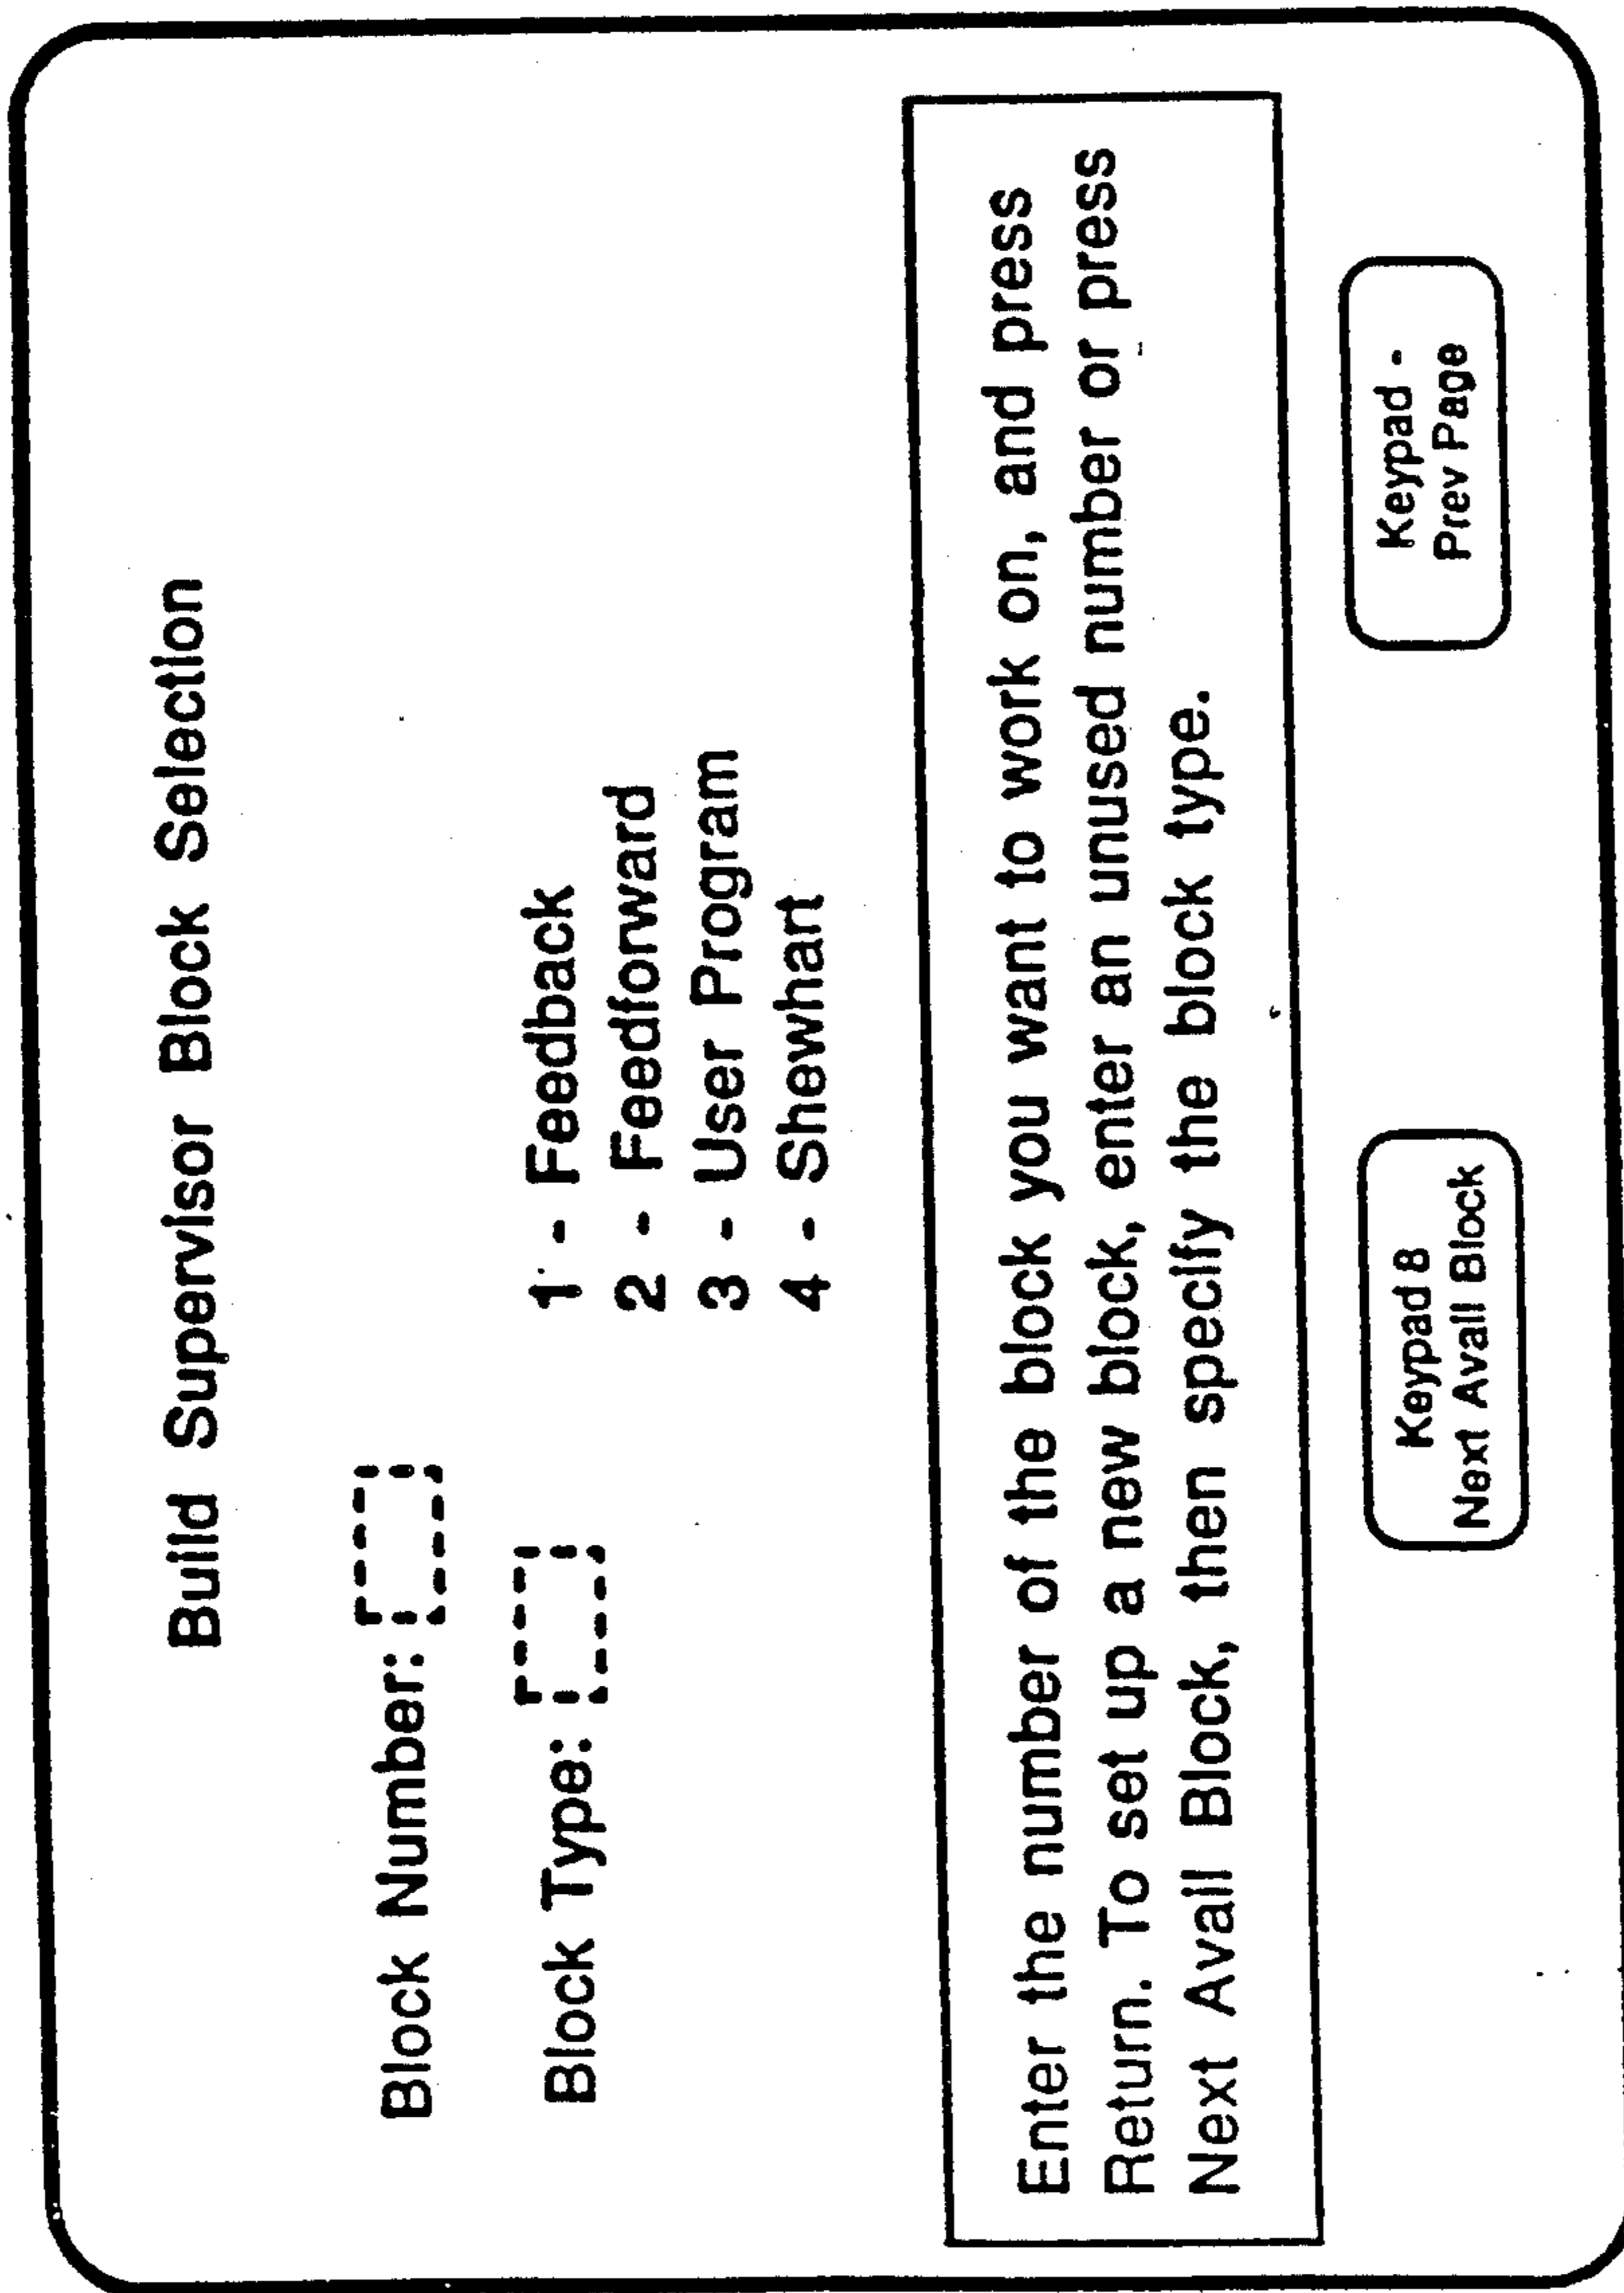 Build Supervisor Block Selection
Block Number:
Block Type:
1 - Feedback
2 - Feedforward
3 - User Program
4 - Shewhart
Enter the number of the block you want to work on, and press
Return. To set up a new block, enter an unused number or press
Next Avail Block, then specify the block type.
Keypad 8
Next Avail Block
Keypad -
Prev Page